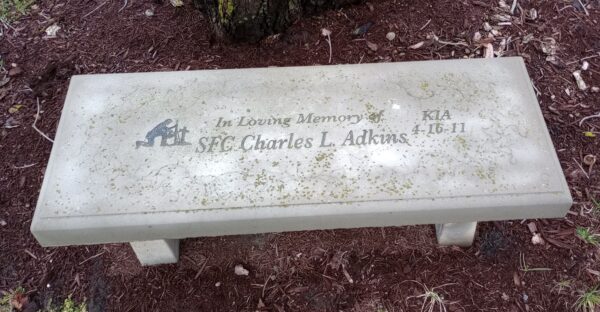 In Loving Memory of
SFC Charles L. Adkins
KIA
4-16-11